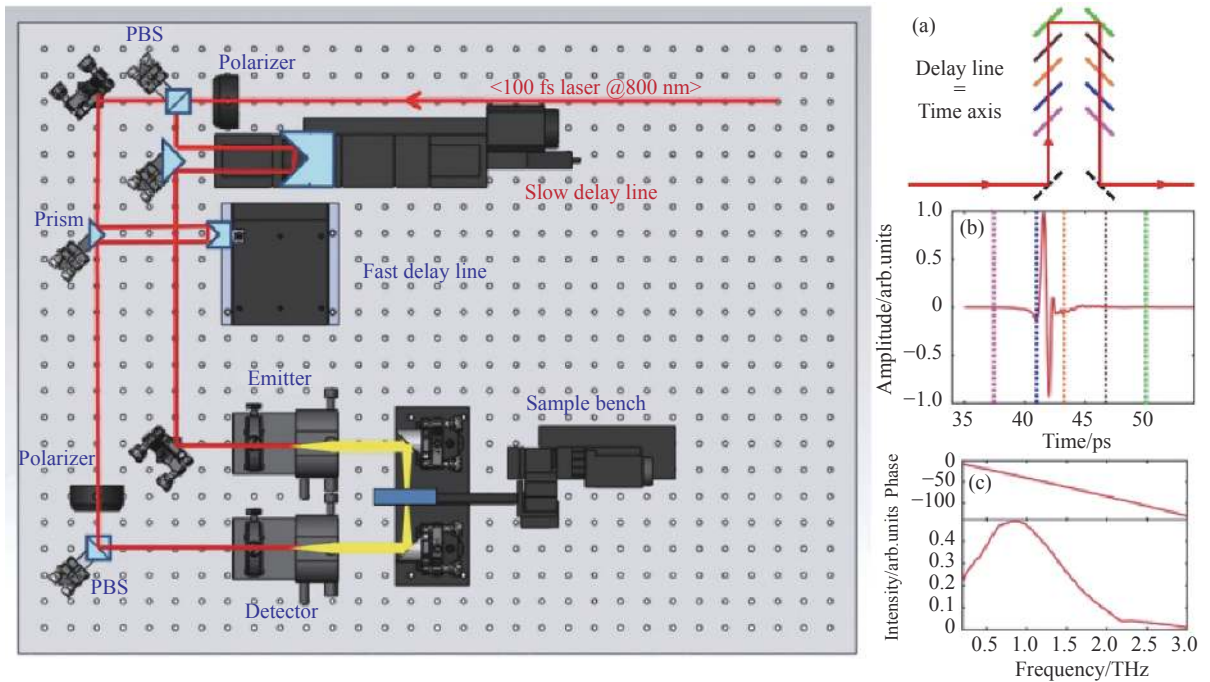 PBS
Polarizer
<100 fs laser @800 nm>
Slow delay line
Prism
Fast delay line
Emitter
Sample bench
Polarizer
PBS
Detector
(a)
Delay line
=
Time axis
(b)
1.0
0.5
0
−0.5
−1.0
Amplitude/arb.units
35
40
45
50
Time/ps
(c)
0
−50
−100
Phase
0.4
0.3
0.2
0.1
0
Intensity/arb.units
0.5
1.0
1.5
2.0
2.5
3.0
Frequency/THz